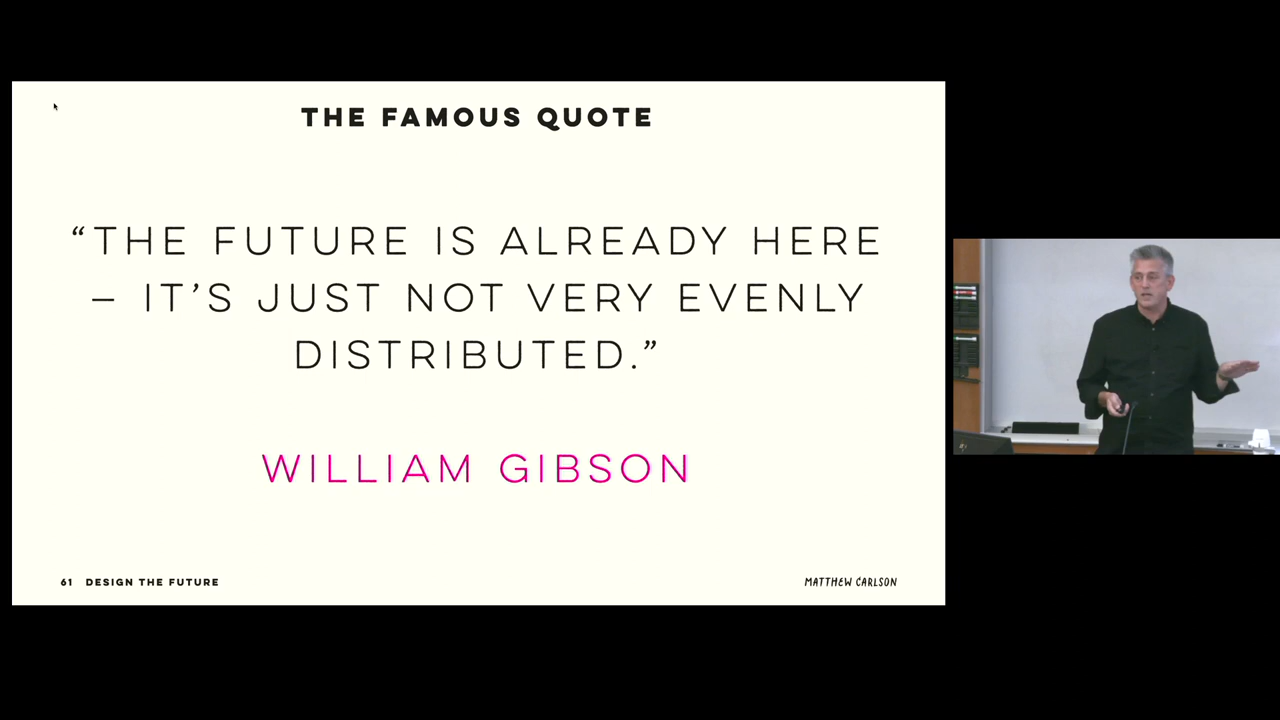 THE FAMOUS QUOTE
“THE FUTURE IS ALREADY HERE
– IT’S JUST NOT VERY EVENLY
DISTRIBUTED.”
WILLIAM GIBSON
61 DESIGN THE FUTURE
MATTHEW CARLSON